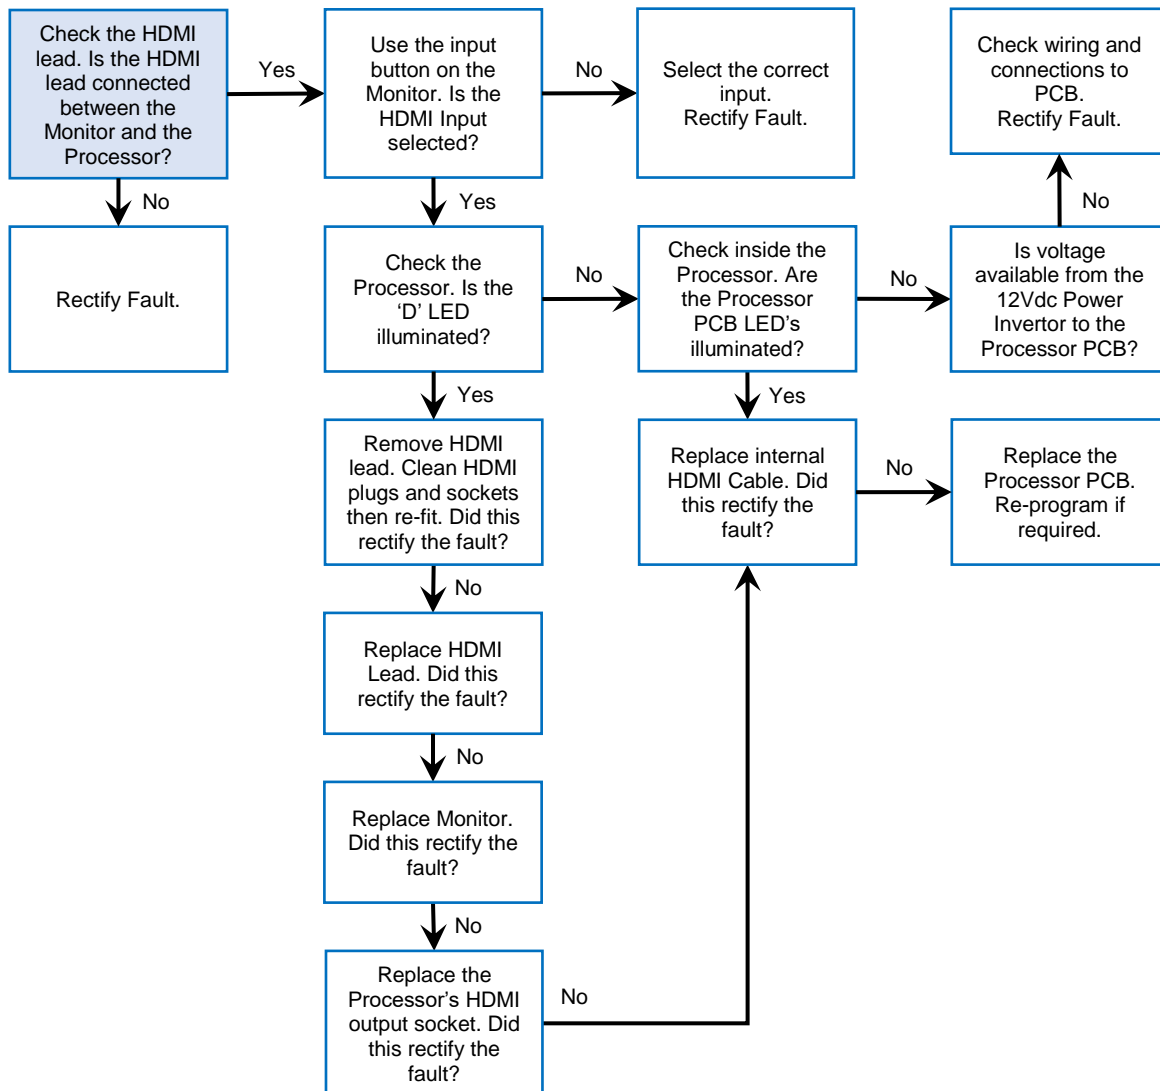 Check the HDMI
lead. Is the HDMI
lead connected
between the
Monitor and the
Processor?
Yes
Use the input
button on the
Monitor. Is the
HDMI Input
selected?
No
Select the correct
input.
Rectify Fault.
Check wiring and
connections to
PCB.
Rectify Fault.
No
Yes
No
Rectify Fault.
Check the
Processor. Is the
‘D’ LED
illuminated?
No
Check inside the
Processor. Are
the Processor
PCB LED's
illuminated?
No
Is voltage
available from the
12Vdc Power
Invertor to the
Processor PCB?
Yes
Yes
Remove HDMI
lead. Clean HDMI
plugs and sockets
then re-fit. Did this
rectify the fault?
Replace internal
HDMI Cable. Did
this rectify the
fault?
No
Replace the
Processor PCB.
Re-program if
required.
No
Replace HDMI
Lead. Did this
rectify the fault?
No
Replace Monitor.
Did this rectify the
fault?
No
Replace the
Processor’s HDMI
output socket. Did
this rectify the
fault?
No